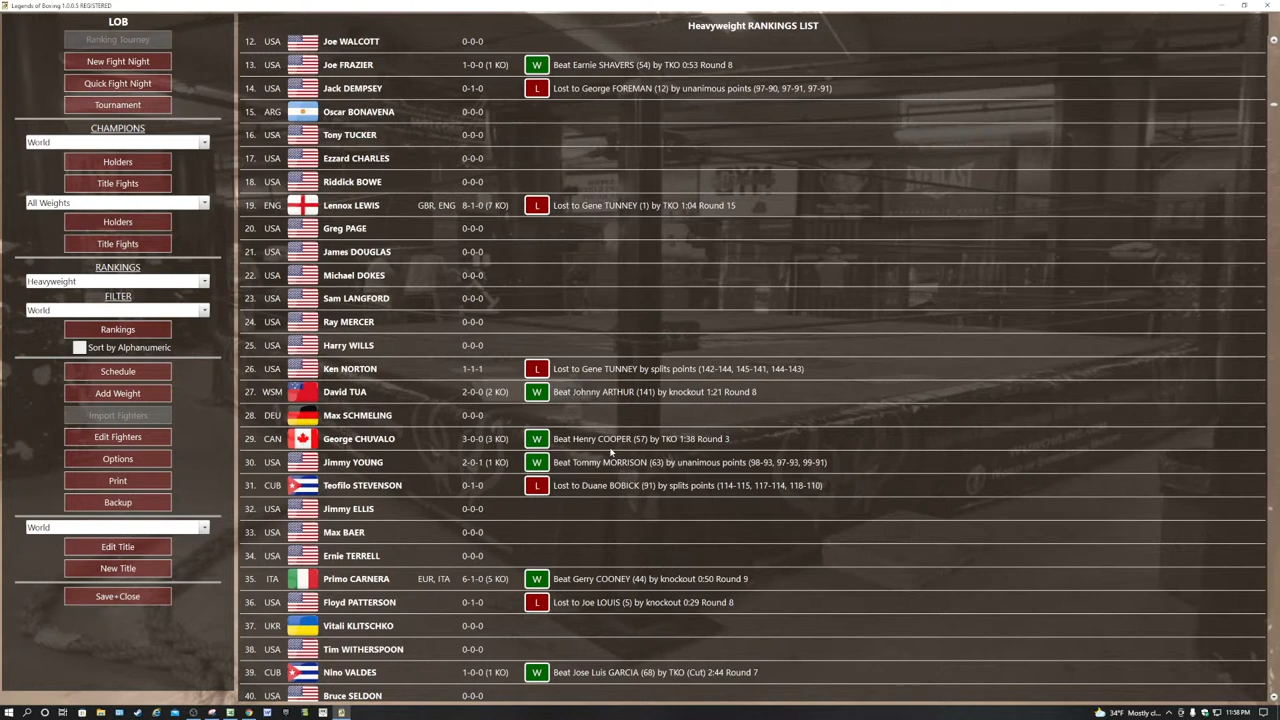 Legends of Boxing 1.0.0.5 REGISTERED
LOB
Ranking Tourney
New Fight Night
Quick Fight Night
Tournament
CHAMPIONS
World
Holders
Title Fights
All Weights
Holders
Title Fights
RANKINGS
Heavyweight
FILTER
World
Rankings
Sort by Alphanumeric
Schedule
Add Weight
Import Fighters
Edit Fighters
Options
Print
Backup
World
Edit Title
New Title
Save+Close
Heavyweight RANKINGS LIST
12. USA Joe WALCOTT 0-0-0
13. USA Joe FRAZIER 1-0-0 (1 KO) W Beat Earnie SHAVERS (54) by TKO 0:53 Round 8
14. USA Jack DEMPSEY 0-1-0 L Lost to George FOREMAN (12) by unanimous points (97-90, 97-91, 97-91)
15. ARG Oscar BONAVENA 0-0-0
16. USA Tony TUCKER 0-0-0
17. USA Ezzard CHARLES 0-0-0
18. USA Riddick BOWE 0-0-0
19. ENG Lennox LEWIS GBR, ENG 8-1-0 (7 KO) L Lost to Gene TUNNEY (1) by TKO 1:04 Round 15
20. USA Greg PAGE 0-0-0
21. USA James DOUGLAS 0-0-0
22. USA Michael DOKES 0-0-0
23. USA Sam LANGFORD 0-0-0
24. USA Ray MERCER 0-0-0
25. USA Harry WILLS 0-0-0
26. USA Ken NORTON 1-1-1 L Lost to Gene TUNNEY by splits points (142-144, 145-141, 144-143)
27. WSM David TUA 2-0-0 (2 KO) W Beat Johnny ARTHUR (141) by knockout 1:21 Round 8
28. DEU Max SCHMELING 0-0-0
29. CAN George CHUVALO 3-0-0 (3 KO) W Beat Henry COOPER (57) by TKO 1:38 Round 3
30. USA Jimmy YOUNG 2-0-1 (1 KO) W Beat Tommy MORRISON (63) by unanimous points (98-93, 97-93, 99-91)
31. CUB Teofilo STEVENSON 0-1-0 L Lost to Duane BOBICK (91) by splits points (114-115, 117-114, 118-110)
32. USA Jimmy ELLIS 0-0-0
33. USA Max BAER 0-0-0
34. USA Ernie TERRELL 0-0-0
35. ITA Primo CARNERA EUR, ITA 6-1-0 (5 KO) W Beat Gerry COONEY (44) by knockout 0:50 Round 8
36. USA Floyd PATTERSON 0-1-0 L Lost to Joe LOUIS (5) by knockout 0:29 Round
37. UKR Vitali KLITSCHKO 0-0-0
38. USA Tim WITHERSPOON 0-0-0
39. CUB Nino VALDES 1-0-0 (1 KO) W Beat Jose Luis GARCIA by TKO (Cut) Round 7
40. USA Bruce SELDON 0-0-0
34°F Mostly cl...
11:58 PM